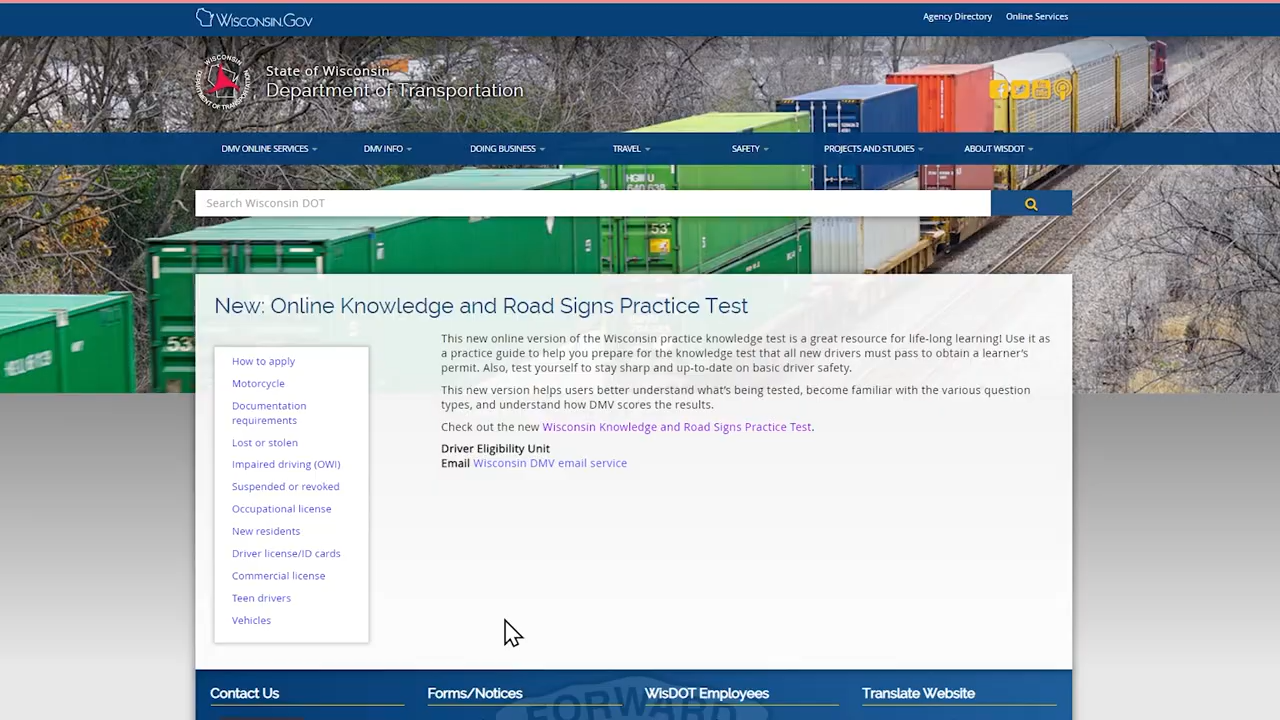 WISCONSIN.GOV
Agency Directory
Online Services
State of Wisconsin
Department of Transportation
DMV ONLINE SERVICES
DMV INFO
DOING BUSINESS
TRAVEL
SAFETY
PROJECTS AND STUDIES
ABOUT WISDOT
Search Wisconsin DOT
53'
53
New: Online Knowledge and Road Signs Practice Test
How to apply
Motorcycle
Documentation
requirements
Lost or stolen
Impaired driving (OWI)
Suspended or revoked
Occupational license
New residents
Driver license/ID cards
Commercial license
Teen drivers
Vehicles
This new online version of the Wisconsin practice knowledge test is a great resource for life-long learning! Use it as
a practice guide to help you prepare for the knowledge test that all new drivers must pass to obtain a learner's
permit. Also, test yourself to stay sharp and up-to-date on basic driver safety.
This new version helps users better understand what's being tested, become familiar with the various question
types, and understand how DMV scores the results.
Check out the new Wisconsin Knowledge and Road Signs Practice Test.
Driver Eligibility Unit
Email Wisconsin DMV email service
Contact Us
Forms/Notices
WisDOT Employees
Translate Website
FORWARD